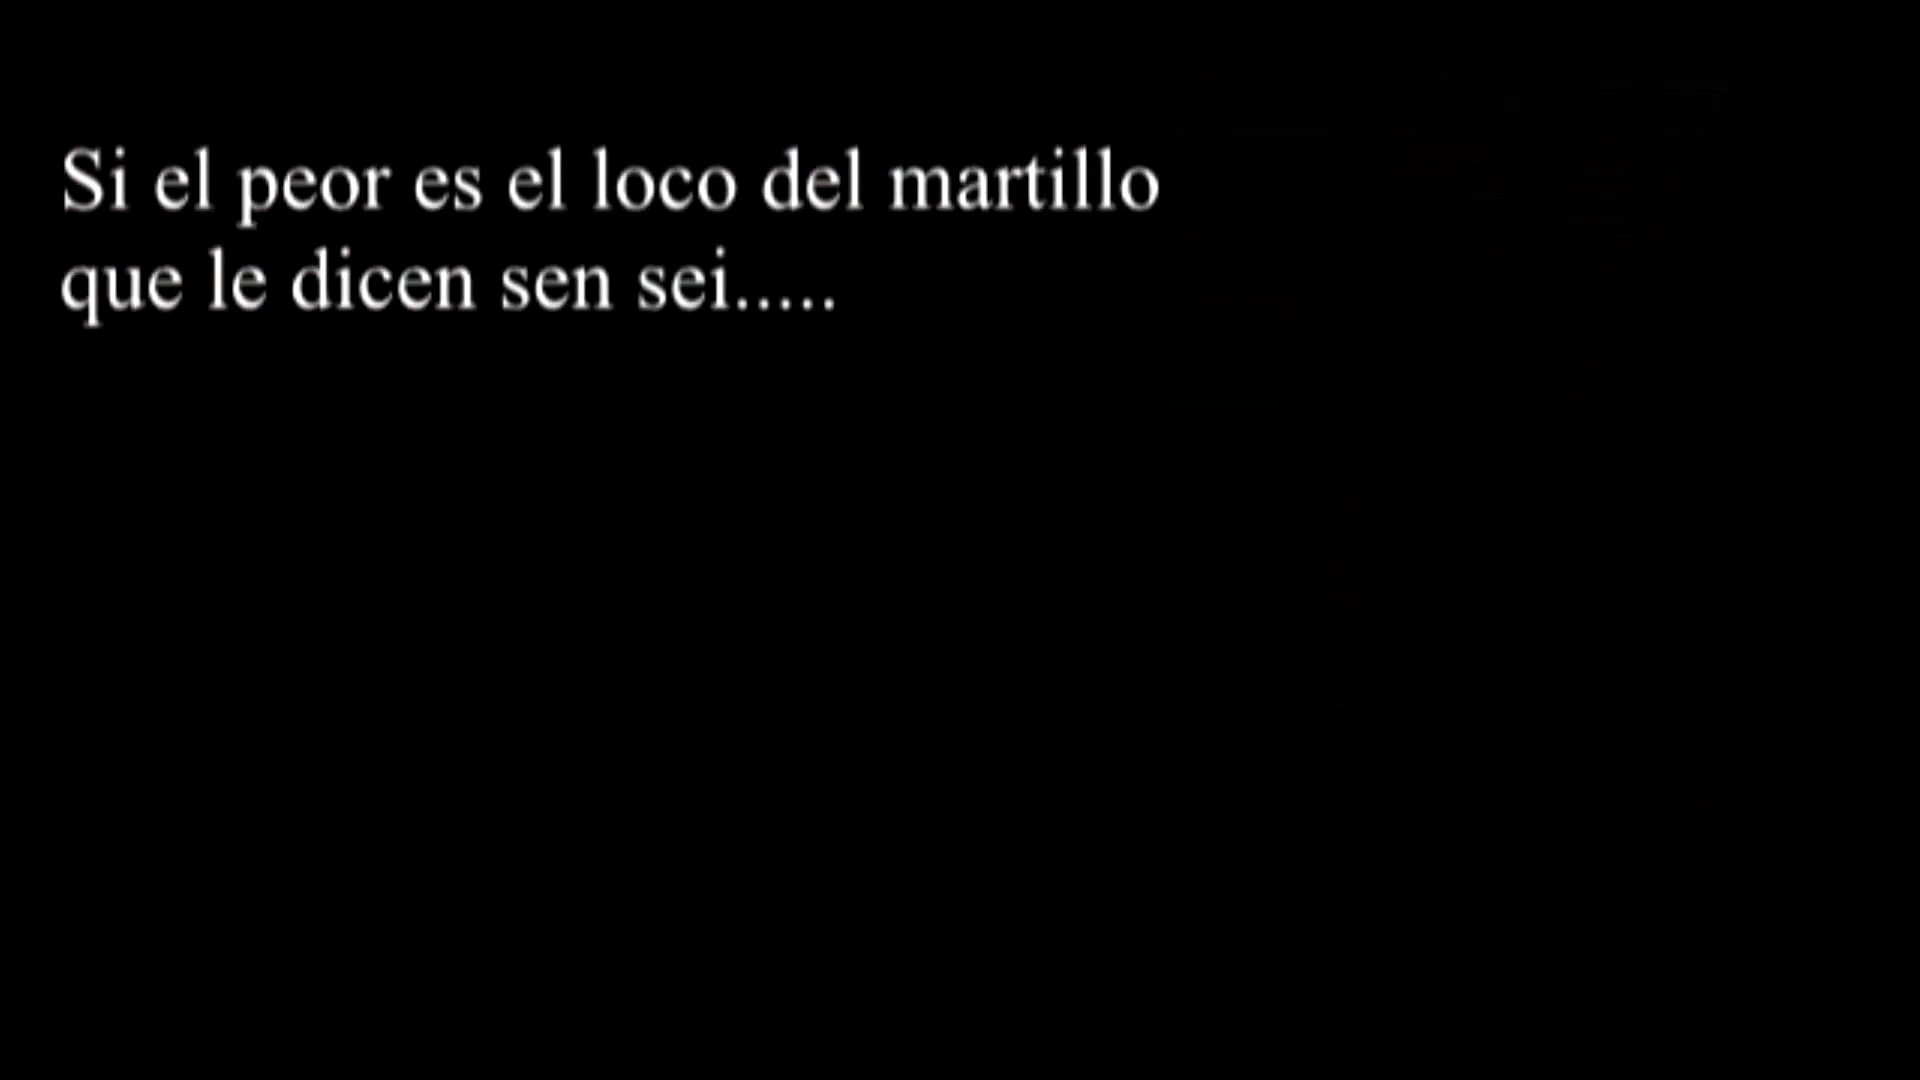 Si el peor es el loco del martillo
que le dicen sen sei.....